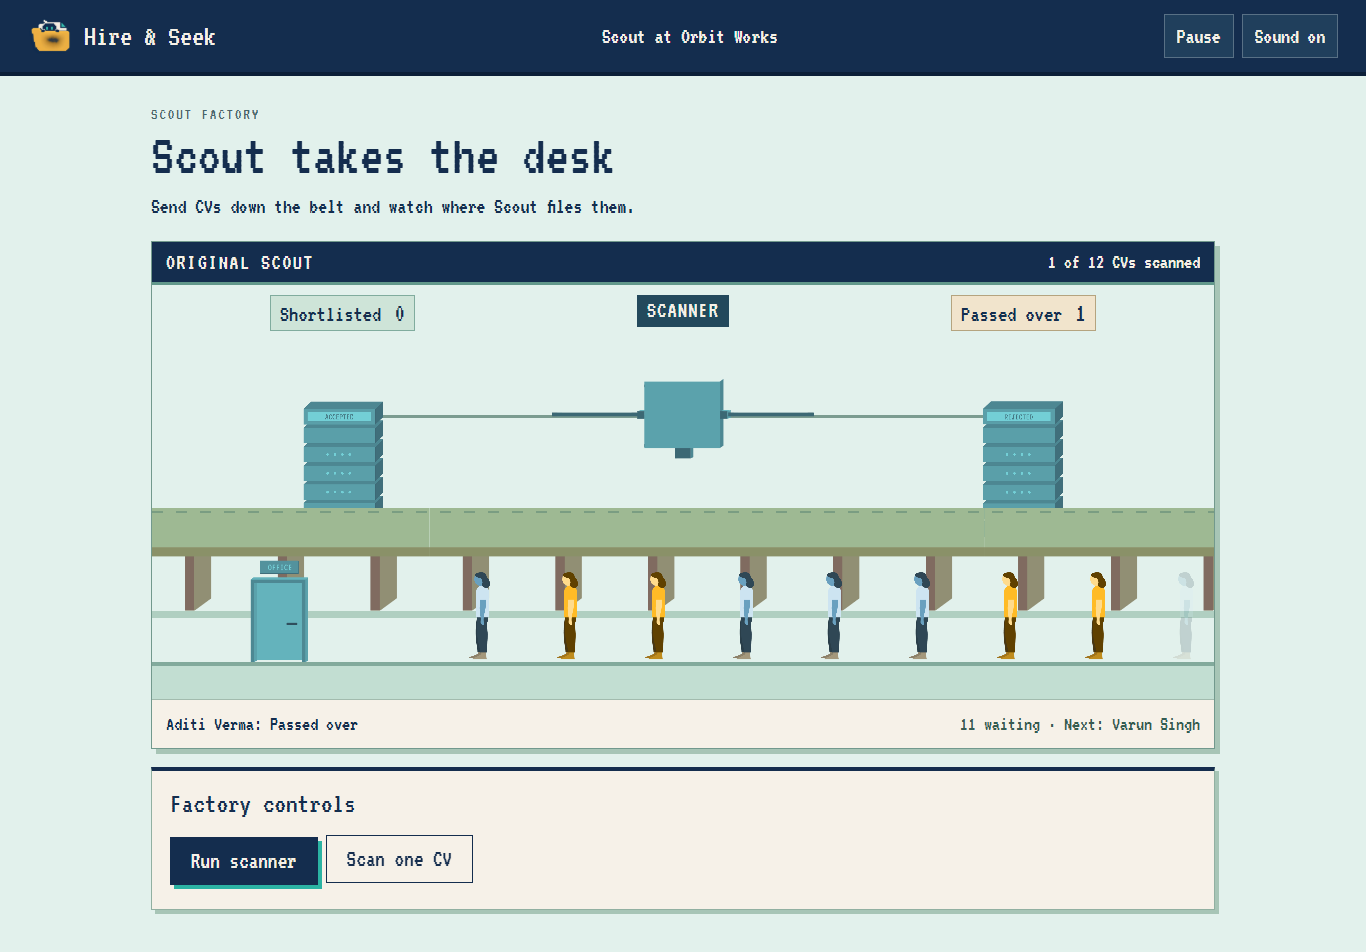 Hire & Seek
Scout at Orbit Works
Pause
Sound on
SCOUT FACTORY
Scout takes the desk
Send CVs down the belt and watch where Scout files them.
ORIGINAL SCOUT
1 of 12 CVs scanned
Shortlisted 0
SCANNER
Passed over 1
ACCEPTED
REJECTED
OFFICE
Aditi Verma: Passed over
11 waiting · Next: Varun Singh
Factory controls
Run scanner
Scan one CV